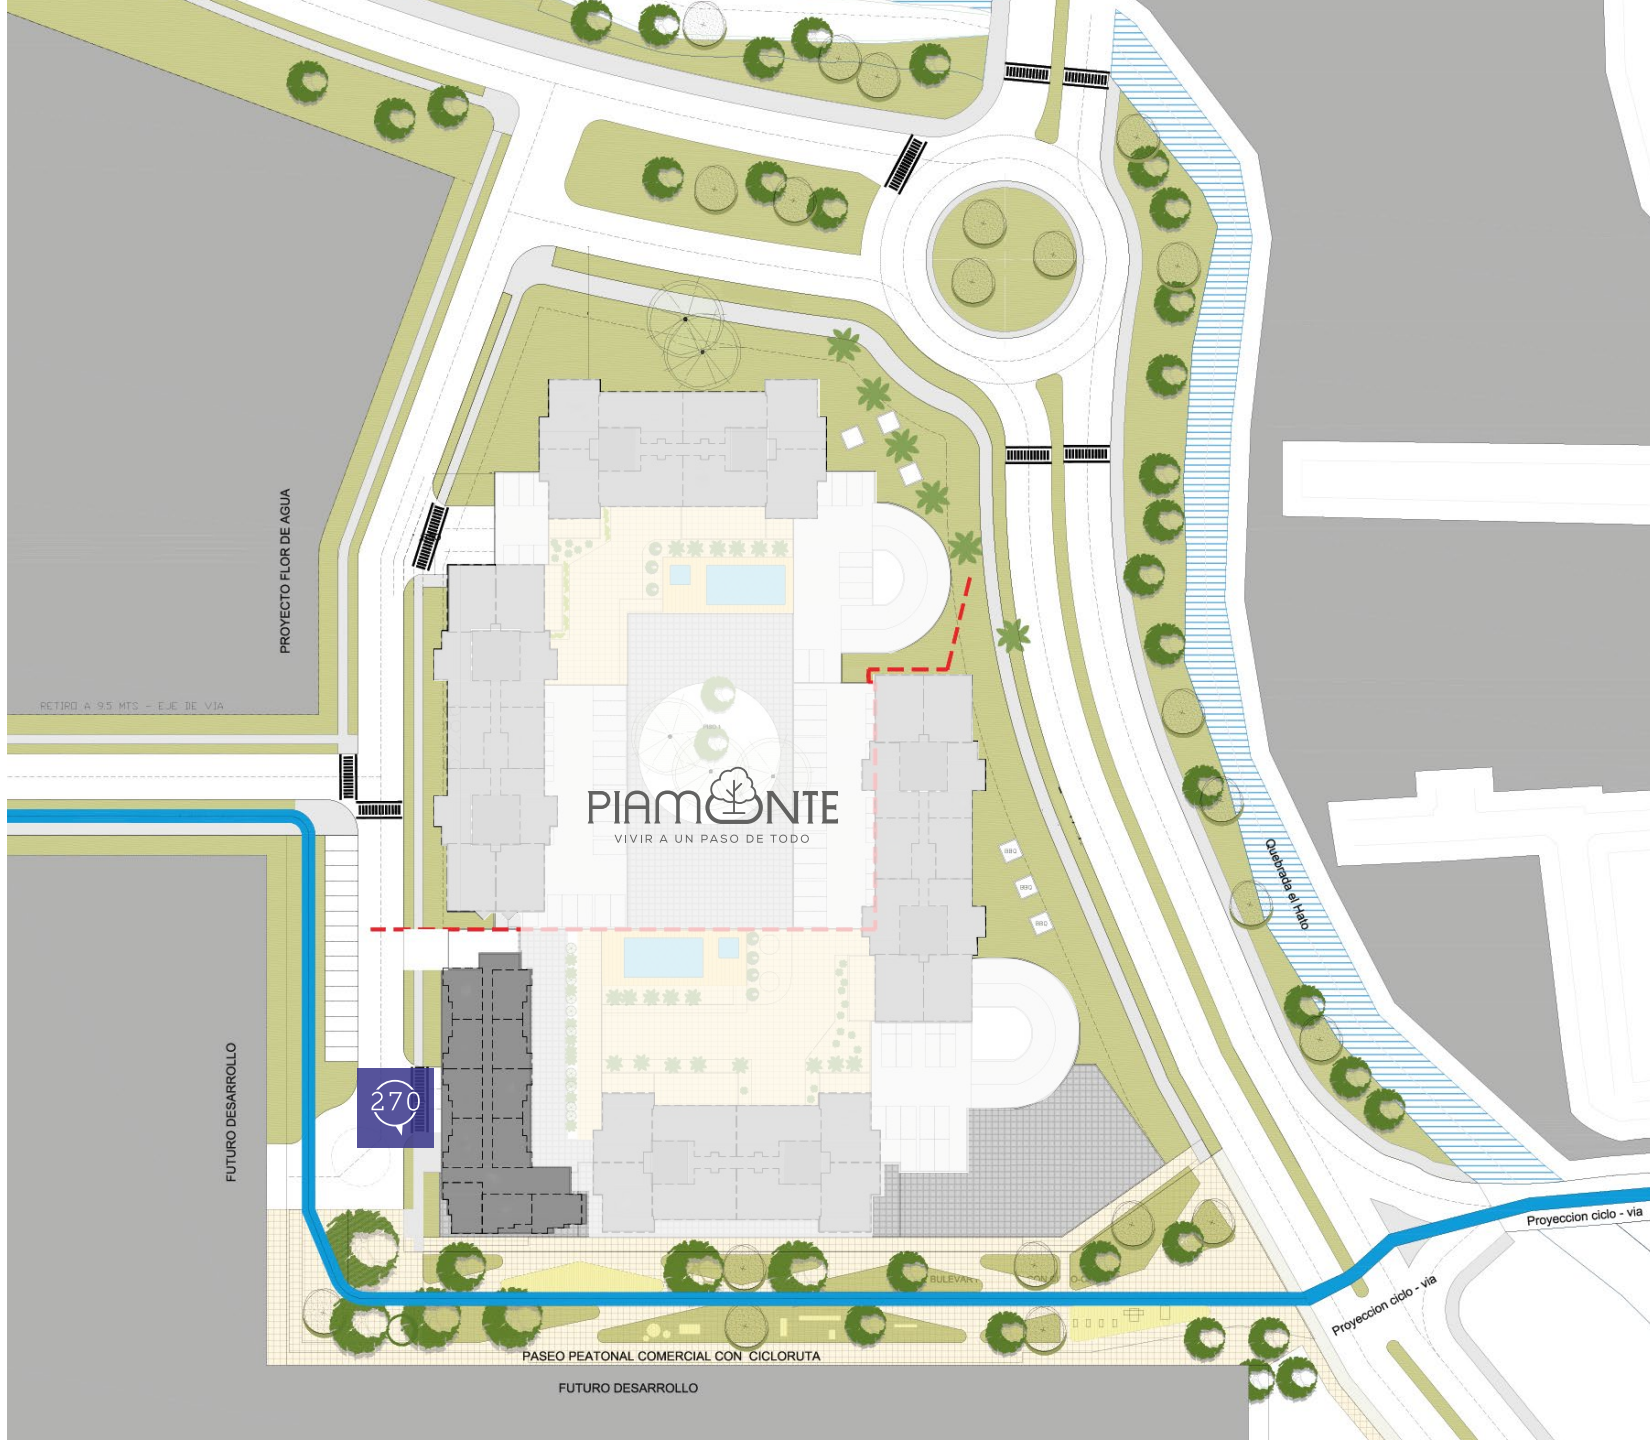 PROYECTO FLOR DE AGUA
RETIRO A 9.5 MTS - EJE DE VIA
PIAMONTE
VIVIR A UN PASO DE TODO
BBQ
BBQ
BBQ
Quebrada el Hato
FUTURO DESARROLLO
270
Proyeccion ciclo - via
BULEVAR
Proyeccion ciclo - via
PASEO PEATONAL COMERCIAL CON CICLORUTA
FUTURO DESARROLLO